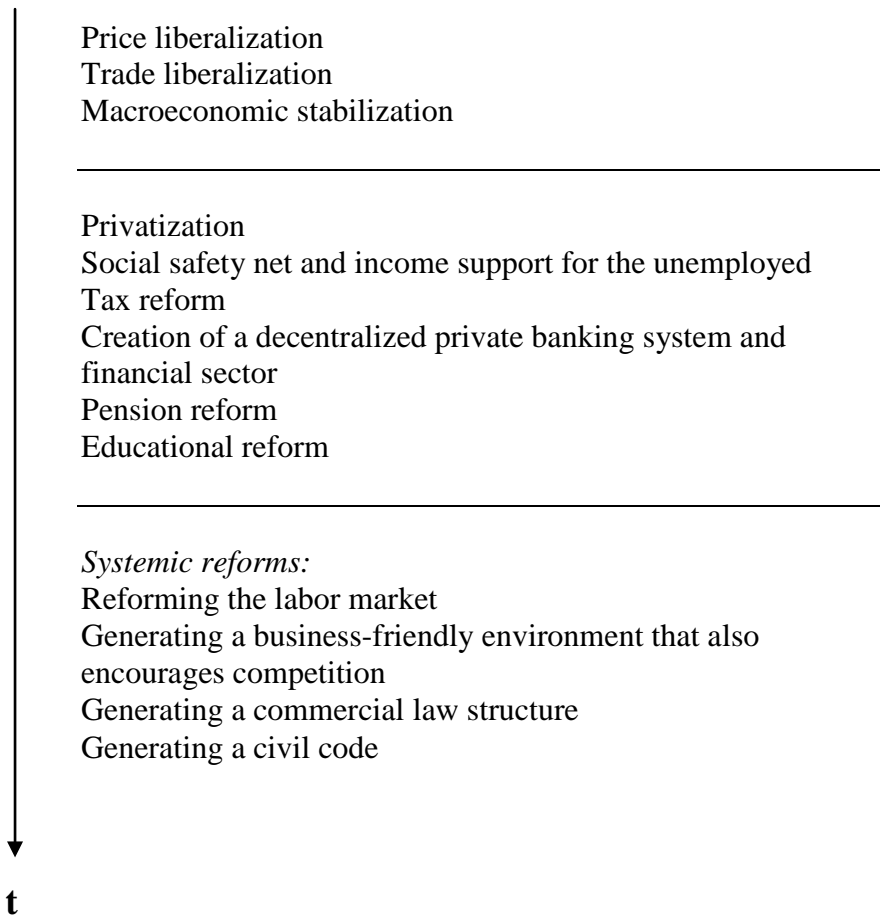 Price liberalization
Trade liberalization
Macroeconomic stabilization
Privatization
Social safety net and income support for the unemployed
Tax reform
Creation of a decentralized private banking system and
financial sector
Pension reform
Educational reform
Systemic reforms:
Reforming the labor market
Generating a business-friendly environment that also
encourages competition
Generating a commercial law structure
Generating a civil code
t